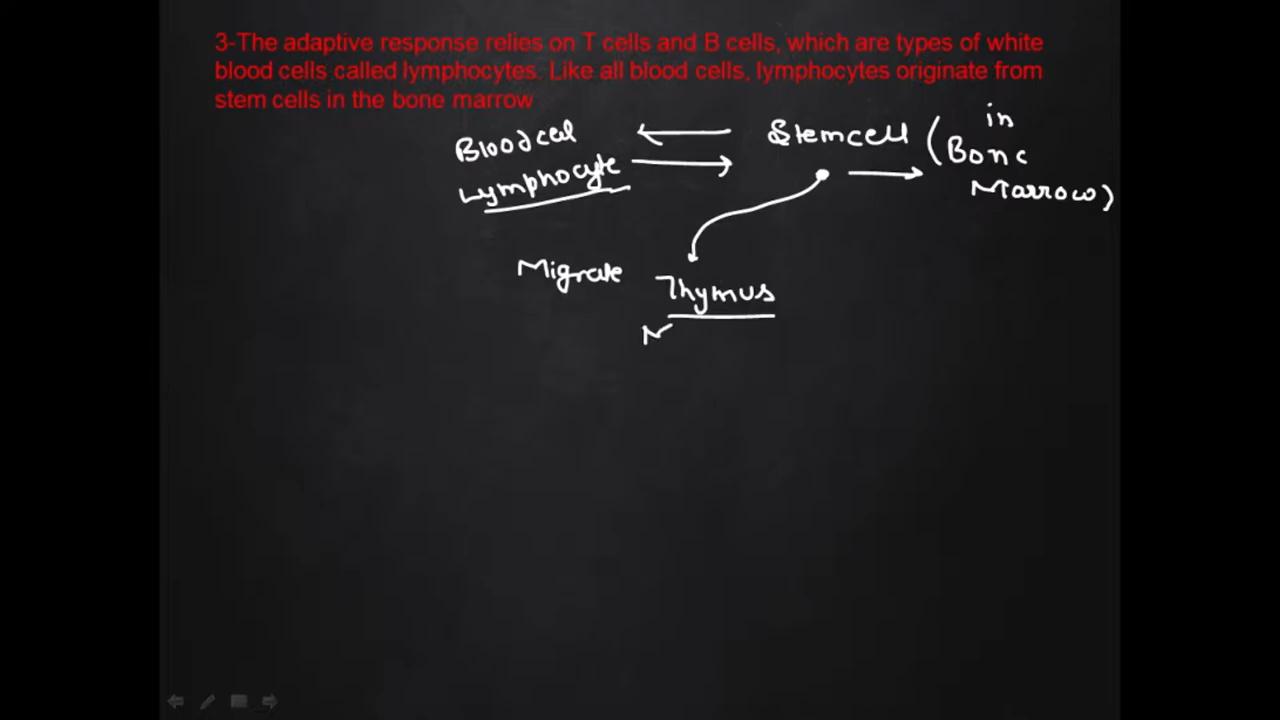 3-The adaptive response relies on T cells and B cells, which are types of white
blood cells called lymphocytes. Like all blood cells, lymphocytes originate from
stem cells in the bone marrow
Bloodcel
Lymphocyte
Stemcell (in
Bone
Marrow)
Migrate Thymus